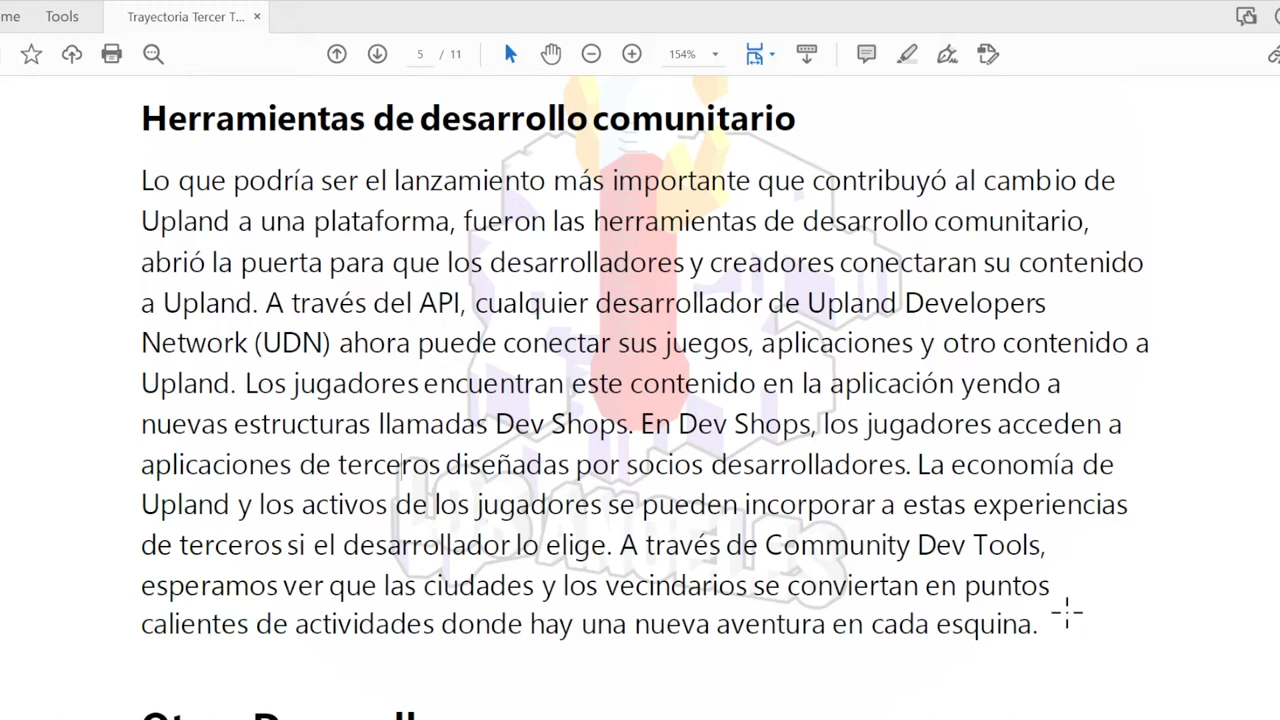 me Tools Trayectoria Tercer T... ×
5 / 11 154%
Herramientas de desarrollo comunitario
Lo que podría ser el lanzamiento más importante que contribuyó al cambio de
Upland a una plataforma, fueron las herramientas de desarrollo comunitario,
abrió la puerta para que los desarrolladores y creadores conectaran su contenido
a Upland. A través del API, cualquier desarrollador de Upland Developers
Network (UDN) ahora puede conectar sus juegos, aplicaciones y otro contenido a
Upland. Los jugadores encuentran este contenido en la aplicación yendo a
nuevas estructuras llamadas Dev Shops. En Dev Shops, los jugadores acceden a
aplicaciones de terceros diseñadas por socios desarrolladores. La economía de
Upland y los activos de los jugadores se pueden incorporar a estas experiencias
de terceros si el desarrollador lo elige. A través de Community Dev Tools,
esperamos ver que las ciudades y los vecindarios se conviertan en puntos
calientes de actividades donde hay una nueva aventura en cada esquina.
LOS ANGELES